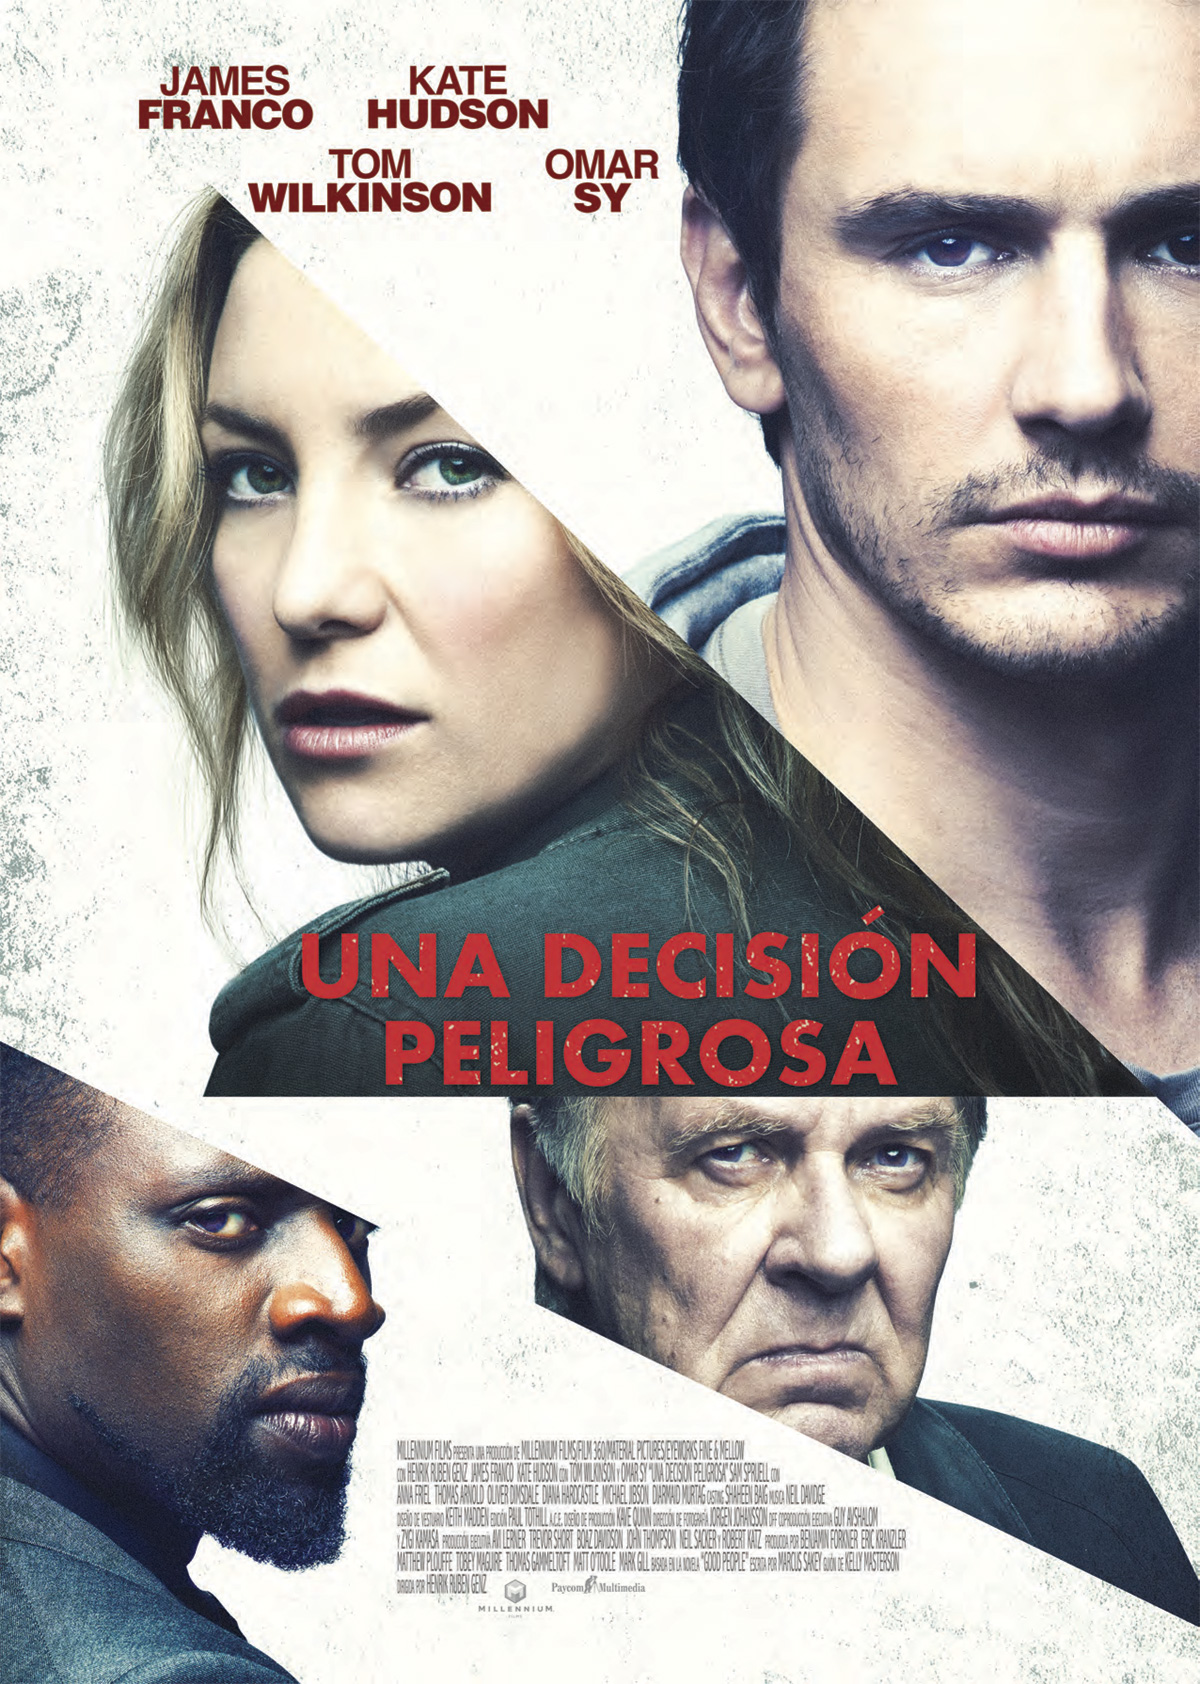 JAMES FRANCO
KATE HUDSON
TOM WILKINSON
OMAR SY
UNA DECISIÓN
PELIGROSA
MILLENNIUM FILMS PRESENTA UNA PRODUCCIÓN DE MILLENNIUM FILMS/FILM 360/MATERIAL PICTURES/EYEWORKS FINE & MELLOW
CON HENRIK RUBEN GENZ JAMES FRANCO KATE HUDSON CON TOM WILKINSON Y OMAR SY "UNA DECISION PELIGROSA" SAM SPRUELL CON
ANNA FRIEL THOMAS ARNOLD OLIVER DIMSDALE DIANA HARDCASTLE MICHAEL JIBSON DIARMAID MURTAG CASTING SHAHEEN BAIG MUSICA NEIL DAVIDGE
DISEÑO DE VESTUARIO KEITH MADDEN EDICIÓN PAUL TOTHILL A.C.E. DISEÑO DE PRODUCCIÓN KAVE QUINN DIRECCIÓN DE FOTOGRAFÍA JORGEN JOHANSSON DFF COPRODUCCIÓN EJECUTIVA GUY AVSHALOM
Y ZYGI KAMASA PRODUCCIÓN EJECUTIVA AVI LERNER TREVOR SHORT BOAZ DAVIDSON JOHN THOMPSON NEIL SACKER Y ROBERT KATZ PRODUCIDA POR BENJAMIN FORKNER ERIC KRANZLER
MATTHEW PLOUFFE TOBEY MAGUIRE THOMAS GAMMELTOFT MATT O'TOOLE MARK GILL BASADA EN LA NOVELA "GOOD PEOPLE" ESCRITA POR MARCUS SAKEY GUIÓN DE KELLY MASTERSON
DIRIGIDA POR HENRIK RUBEN GENZ
MILLENNIUM
FILMS
Paycom Multimedia